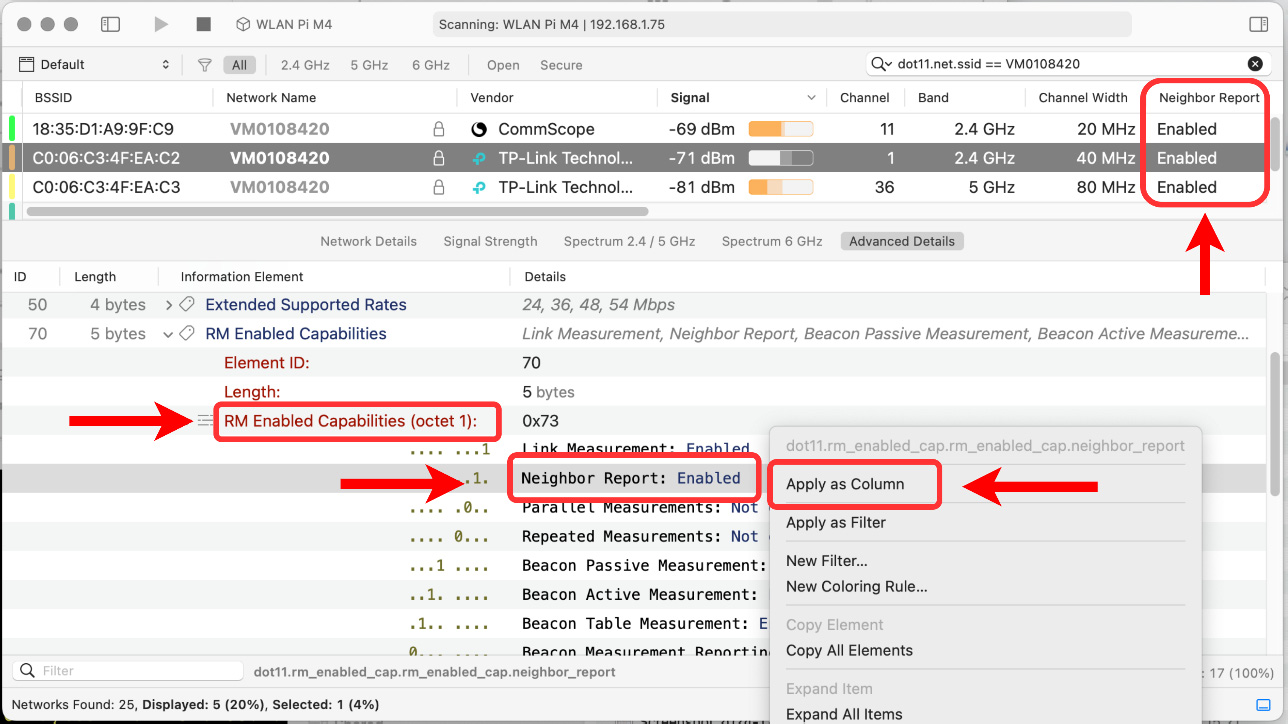 WLAN Pi M4 Scanning: WLAN Pi M4 | 192.168.1.75
Default All 2.4 GHz 5 GHz 6 GHz Open Secure dot11.net.ssid == VM0108420
BSSID Network Name Vendor Signal Channel Band Channel Width Neighbor Report
18:35:D1:A9:9F:C9 VM0108420 CommScope -69 dBm 11 2.4 GHz 20 MHz Enabled
C0:06:C3:4F:EA:C2 VM0108420 TP-Link Technol... -71 dBm 1 2.4 GHz 40 MHz Enabled
C0:06:C3:4F:EA:C3 VM0108420 TP-Link Technol... -81 dBm 36 5 GHz 80 MHz Enabled
Network Details Signal Strength Spectrum 2.4 / 5 GHz Spectrum 6 GHz Advanced Details
ID Length Information Element Details
50 4 bytes Extended Supported Rates 24, 36, 48, 54 Mbps
70 5 bytes RM Enabled Capabilities Link Measurement, Neighbor Report, Beacon Passive Measurement, Beacon Active Measureme...
Element ID: 70
Length: 5 bytes
RM Enabled Capabilities (octet 1): 0x73
.... ...1 Link Measurement: Enabled
.1. Neighbor Report: Enabled
.... .0.. Parallel Measurements: Not
.... 0... Repeated Measurements: Not
...1 .... Beacon Passive Measurement:
..1. .... Beacon Active Measurement:
.1.. .... Beacon Table Measurement: E
0... .... Beacon Measurement Reporting
dot11.rm_enabled_cap.rm_enabled_cap.neighbor_report
Apply as Column
Apply as Filter
New Filter...
New Coloring Rule...
Copy Element
Copy All Elements
Expand Item
Expand All Items
Filter dot11.rm_enabled_cap.rm_enabled_cap.neighbor_report : 17 (100%)
Networks Found: 25, Displayed: 5 (20%), Selected: 1 (4%)